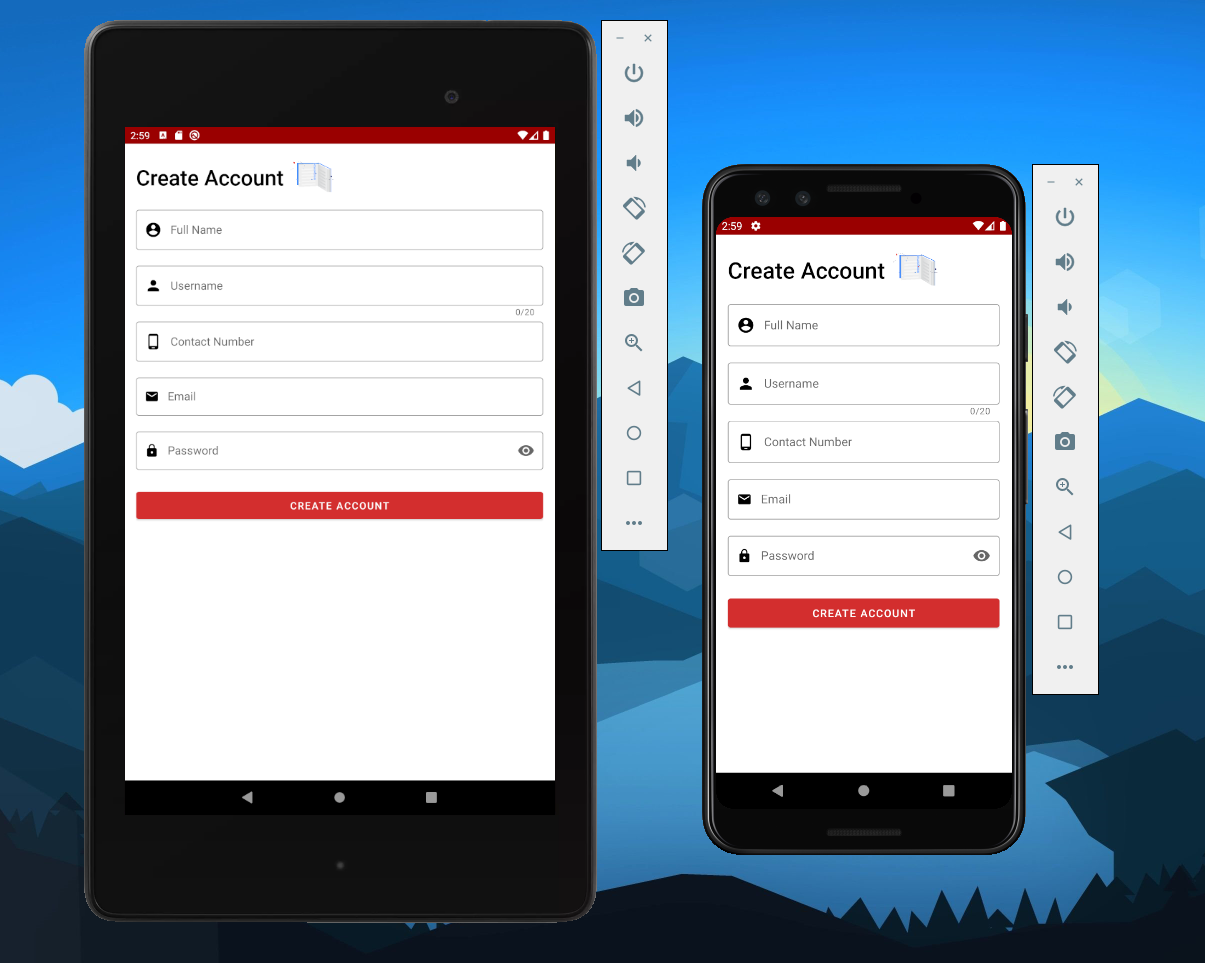 2:59
Create Account
Full Name
Username
0/20
Contact Number
Email
Password
CREATE ACCOUNT
2:59
Create Account
Full Name
Username
0/20
Contact Number
Email
Password
CREATE ACCOUNT